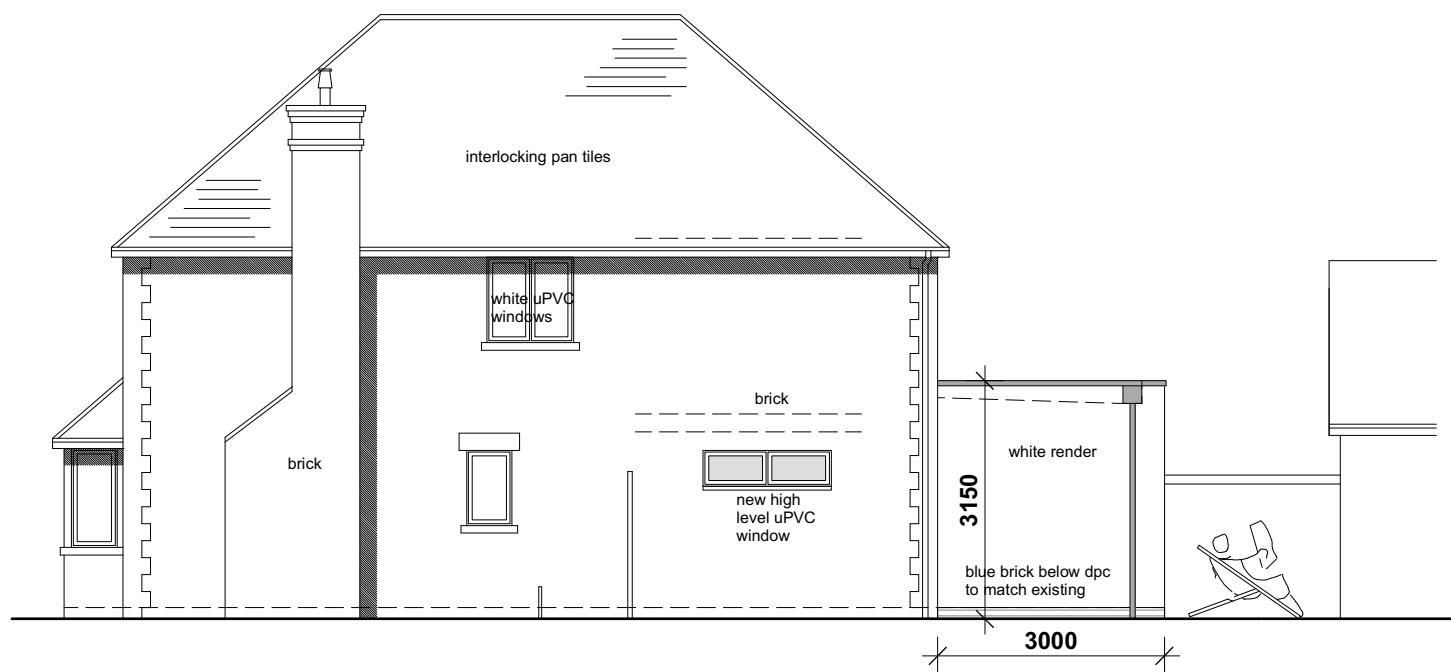 interlocking pan tiles
white uPVC
windows
brick
brick
white render
new high
level uPVC
window
3150
blue brick below dpc
to match existing
3000